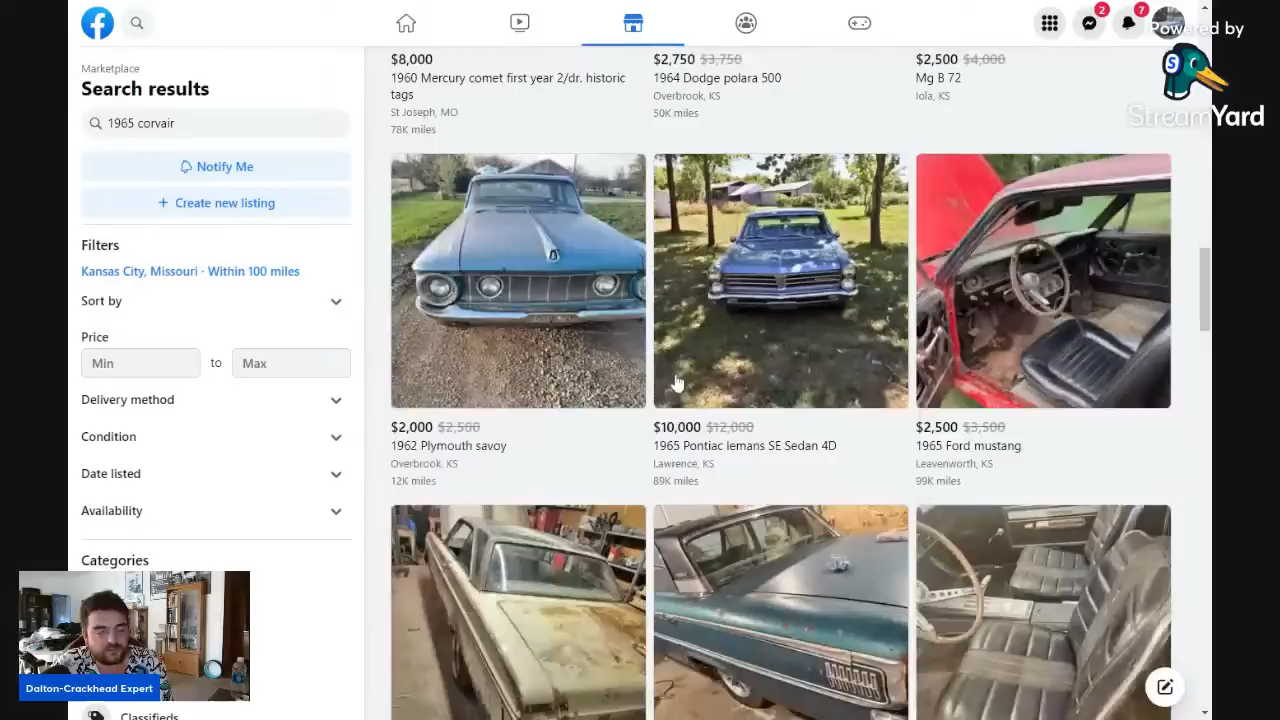 2
7
Powered by
S
StreamYard
Marketplace
Search results
1965 corvair
Notify Me
+ Create new listing
Filters
Kansas City, Missouri · Within 100 miles
Sort by
Price
Min to Max
Delivery method
Condition
Date listed
Availability
Categories
Classifieds
$8,000
1960 Mercury comet first year 2/dr. historic
tags
St Joseph, MO
78K miles
$2,750 $3,750
1964 Dodge polara 500
Overbrook, KS
50K miles
$2,500 $4,000
Mg B 72
Iola, KS
$2,000 $2,500
1962 Plymouth savoy
Overbrook, KS
12K miles
$10,000 $12,000
1965 Pontiac lemans SE Sedan 4D
Lawrence, KS
89K miles
$2,500 $3,500
1965 Ford mustang
Leavenworth, KS
99K miles
Dalton-Crackhead Expert